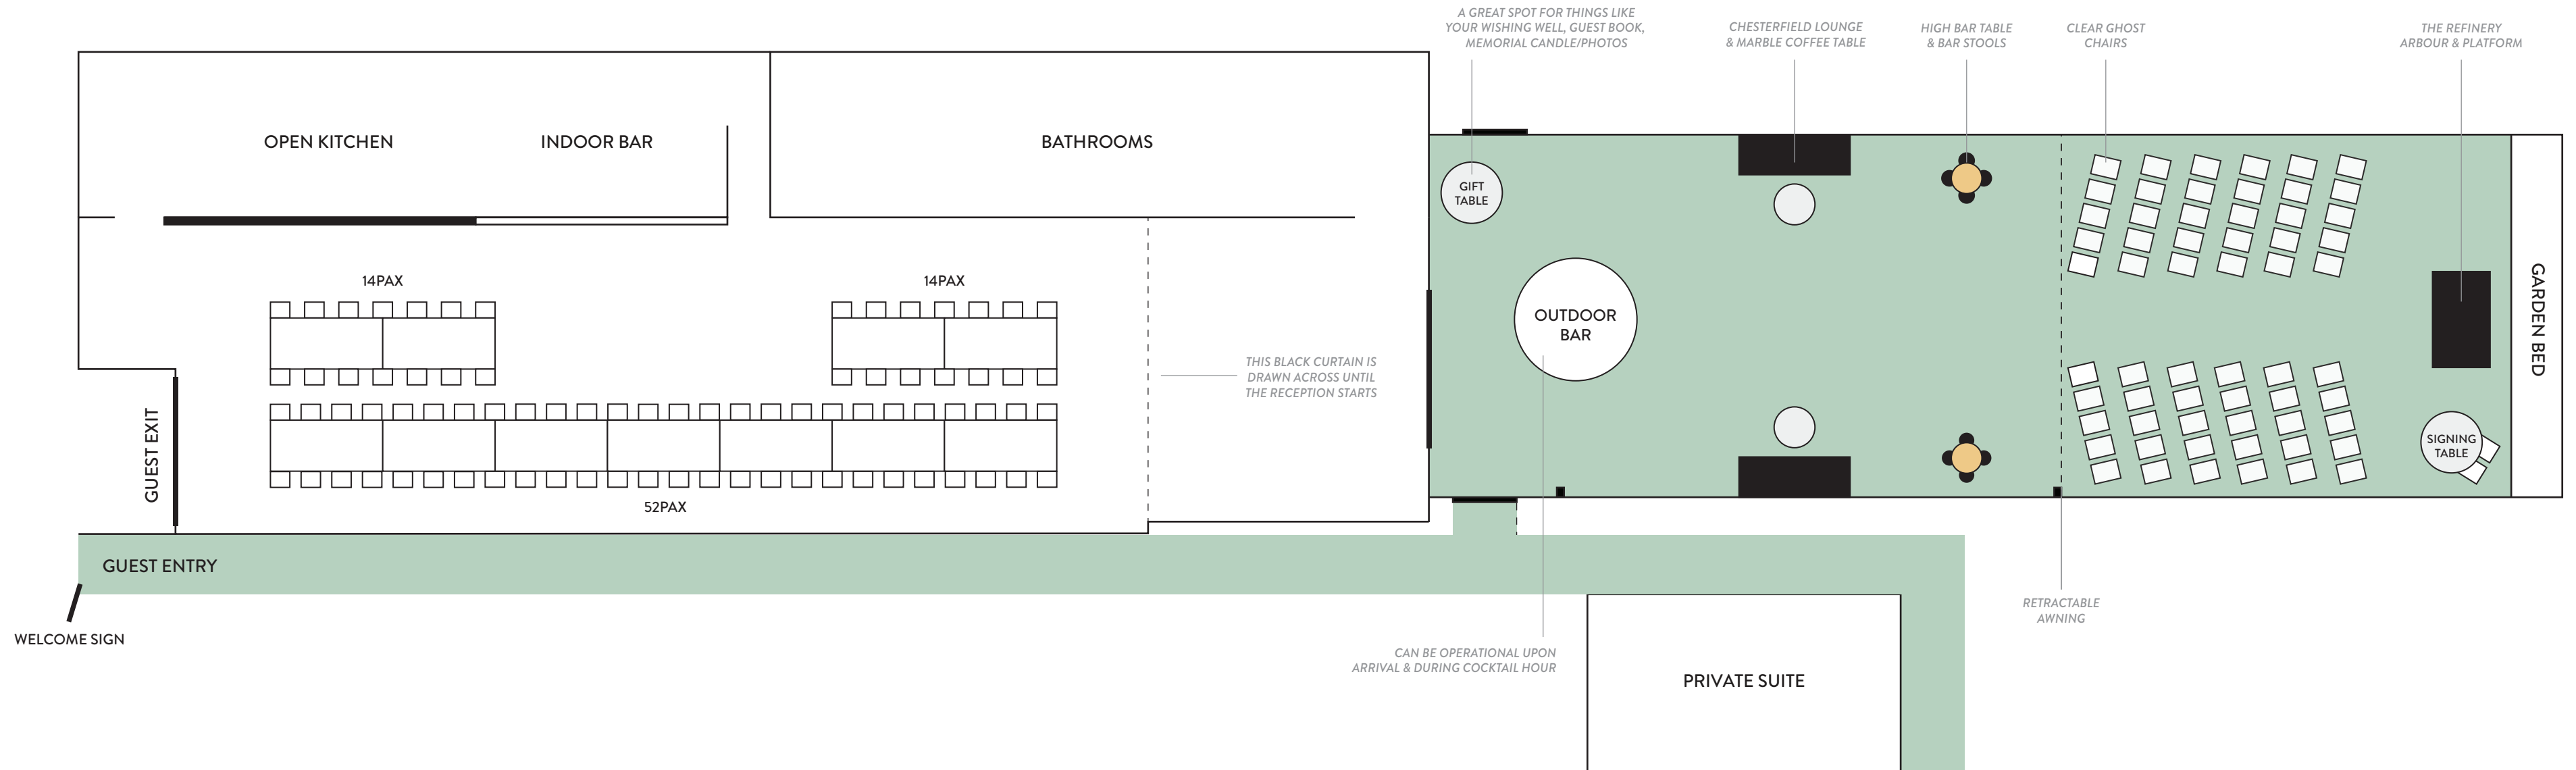 A GREAT SPOT FOR THINGS LIKE
YOUR WISHING WELL, GUEST BOOK,
MEMORIAL CANDLE/PHOTOS
CHESTERFIELD LOUNGE
& MARBLE COFFEE TABLE
HIGH BAR TABLE
& BAR STOOLS
CLEAR GHOST
CHAIRS
THE REFINERY
ARBOUR & PLATFORM
OPEN KITCHEN
INDOOR BAR
BATHROOMS
GIFT
TABLE
14PAX
14PAX
OUTDOOR
BAR
GARDEN BED
THIS BLACK CURTAIN IS
DRAWN ACROSS UNTIL
THE RECEPTION STARTS
GUEST EXIT
SIGNING
TABLE
52PAX
GUEST ENTRY
WELCOME SIGN
RETRACTABLE
AWNING
CAN BE OPERATIONAL UPON
ARRIVAL & DURING COCKTAIL HOUR
PRIVATE SUITE